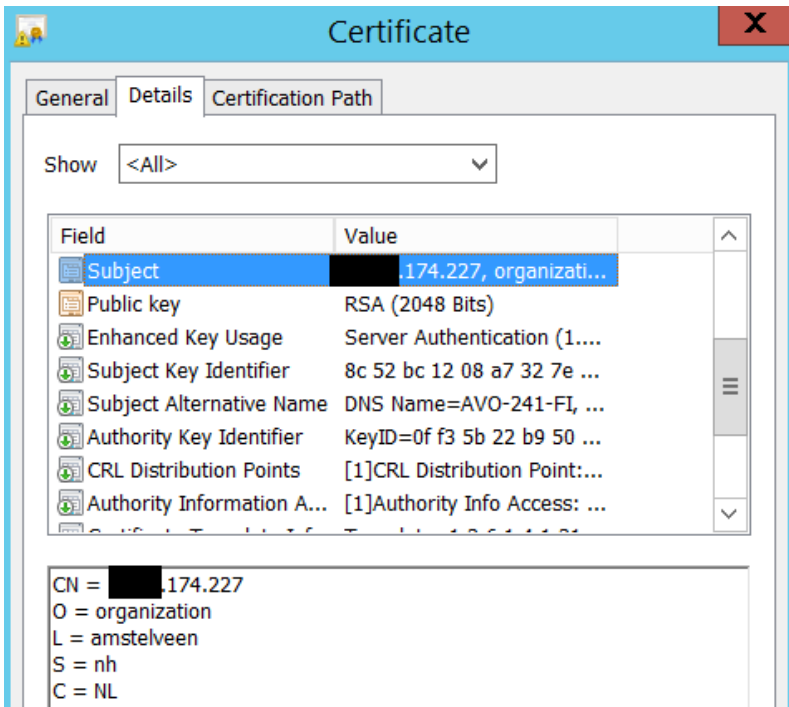 Certificate
X
General Details Certification Path
Show <All>
Field Value
Subject .174.227, organizati...
Public key RSA (2048 Bits)
Enhanced Key Usage Server Authentication (1....
Subject Key Identifier 8c 52 bc 12 08 a7 32 7e ...
Subject Alternative Name DNS Name=AVO-241-FI, ...
Authority Key Identifier KeyID=0f f3 5b 22 b9 50 ...
CRL Distribution Points [1]CRL Distribution Point:...
Authority Information A... [1]Authority Info Access: ...
CN = .174.227
O = organization
L = amstelveen
S = nh
C = NL